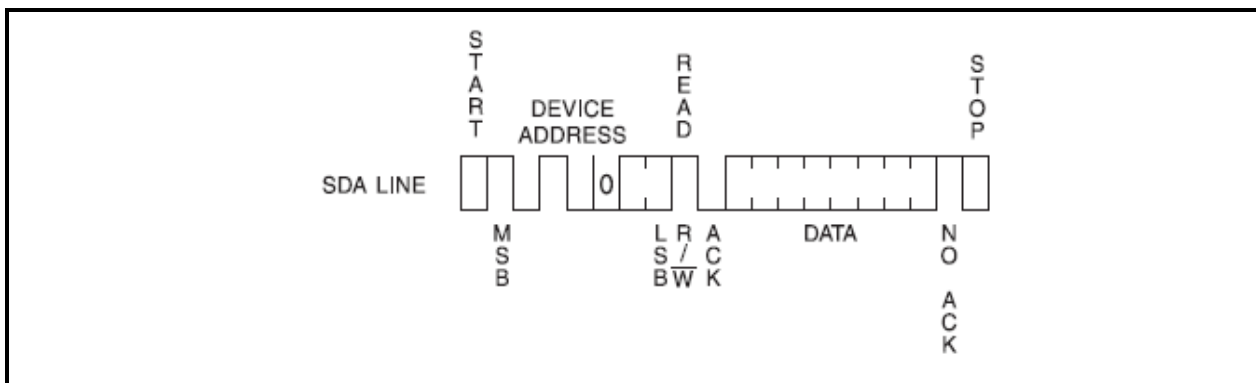 START
DEVICE
ADDRESS
READ
STOP
SDA LINE
0
MSB
LSB
R/W
ACK
DATA
NO ACK